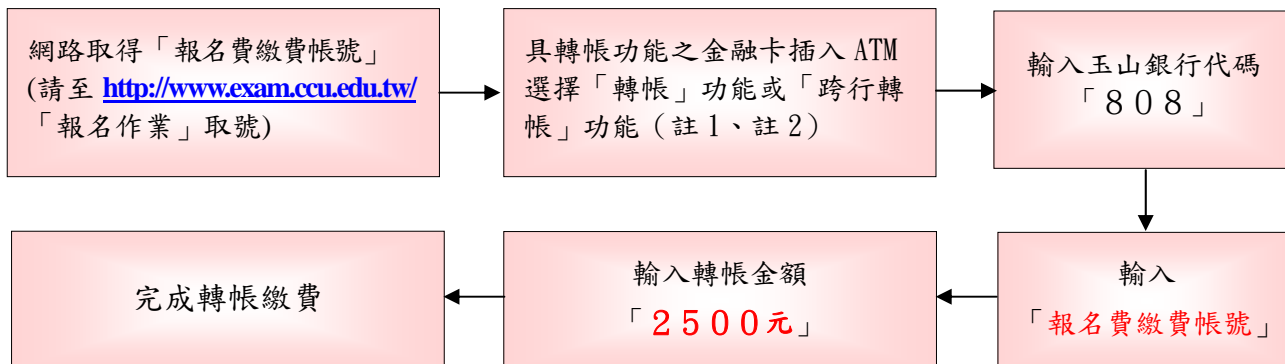 網路取得「報名費繳費帳號」
(請至 http://www.exam.ccu.edu.tw/
「報名作業」取號)
具轉帳功能之金融卡插入 ATM
選擇「轉帳」功能或「跨行轉
帳」功能（註 1、註 2）
輸入玉山銀行代碼
「８０８」
輸入
「報名費繳費帳號」
輸入轉帳金額
「２５００元」
完成轉帳繳費